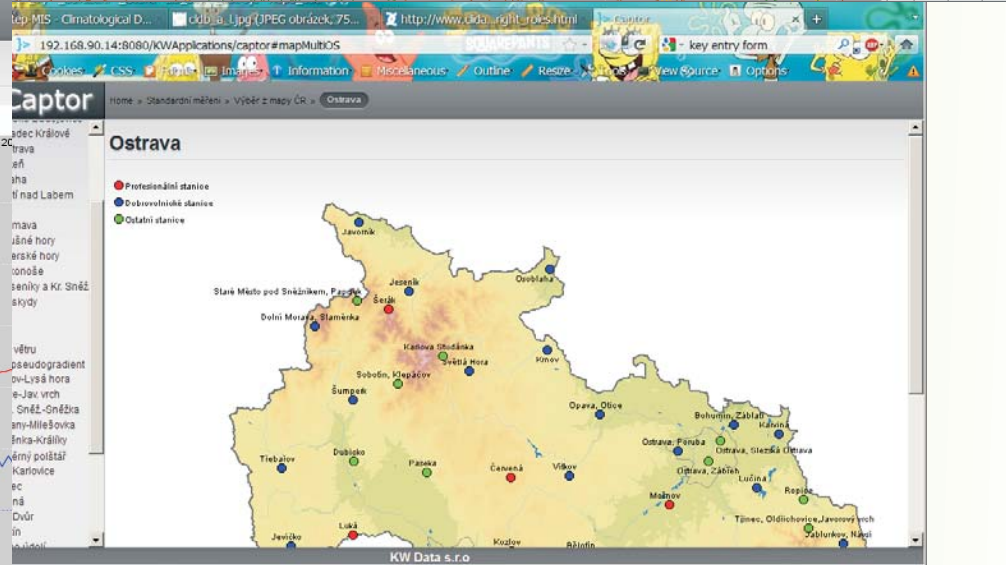 tep-MIS - Climatological D...
cldb_a_l.jpg (JPEG obrázek, 75...
http://www.clida...right_roles.html
Captor
192.168.90.14:8080/KWApplications/captor#mapMultiOS
key entry form
Cookies
CSS
Forms
Images
Information
Miscellaneous
Outline
Resize
Tools
View Source
Options
Captor
Home » Standardní měření » Výběr z mapy ČR » Ostrava
adec Králové
trava
eň
aha
tí nad Labem
mava
ušné hory
erské hory
konoše
seníky a Kr. Sněž
skydy
větru
pseudogradient
ov-Lysá hora
e-Jav. vrch
. Sněž.-Sněžka
any-Milešovka
ěnka-Králíky
ěrný polštář
Karlovice
ec
ná
Dvůr
ín
20
Ostrava
Profesionální stanice
Dobrovolnické stanice
Ostatní stanice
Javorník
Osoblaha
Jeseník
Staré Město pod Sněžníkem, Paprsek
Šerák
Dolní Morava, Slaměnka
Karlova Studánka
Světlá Hora
Krnov
Sobotín, Klepáčov
Šumperk
Opava, Otice
Bohumín, Záblatí
Karviná
Ostrava, Poruba
Ostrava, Slezská Ostrava
Třebařov
Dubicko
Paseka
Červená
Vítkov
Ostrava, Zábřeh
Lučina
Ropice
Mošnov
Luká
Třinec, Oldřichovice,Javorový vrch
Jevíčko
Kozlov
Bělotín
Jablunkov, Návsí
KW Data s.r.o